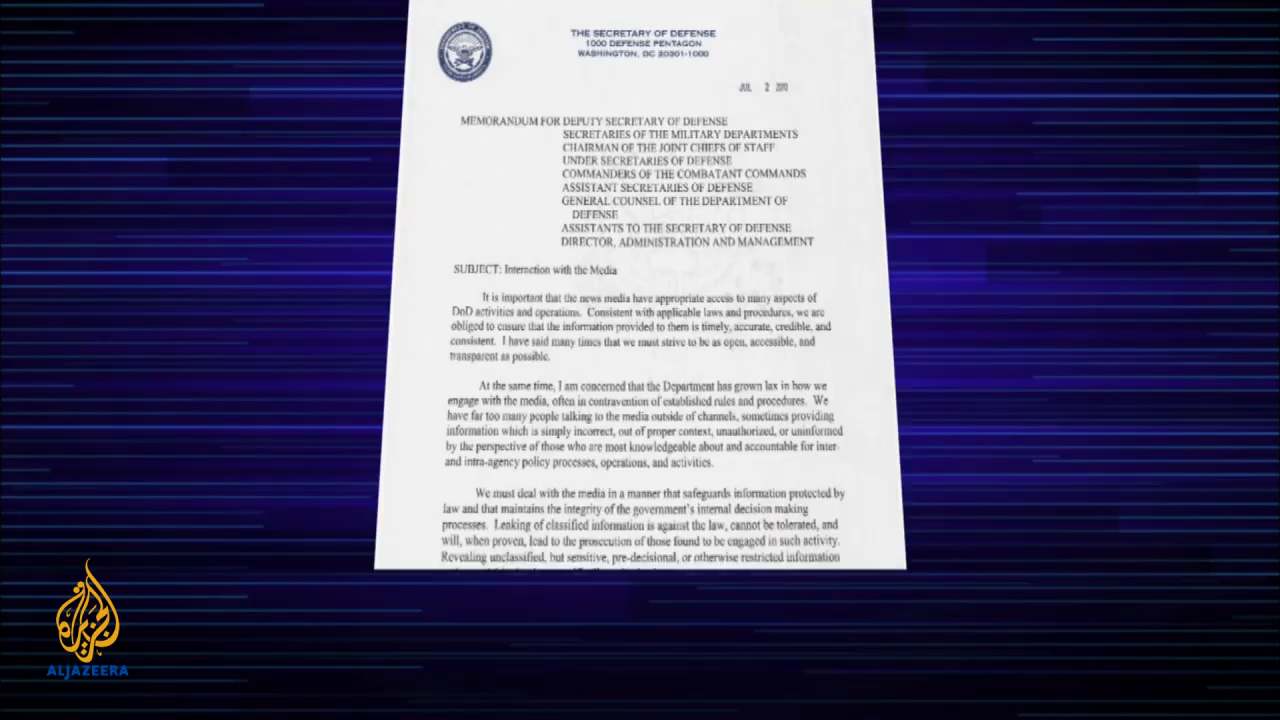 THE SECRETARY OF DEFENSE
1000 DEFENSE PENTAGON
WASHINGTON, DC 20301-1000
JUL 2 2010
MEMORANDUM FOR DEPUTY SECRETARY OF DEFENSE
SECRETARIES OF THE MILITARY DEPARTMENTS
CHAIRMAN OF THE JOINT CHIEFS OF STAFF
UNDER SECRETARIES OF DEFENSE
COMMANDERS OF THE COMBATANT COMMANDS
ASSISTANT SECRETARIES OF DEFENSE
GENERAL COUNSEL OF THE DEPARTMENT OF
DEFENSE
ASSISTANTS TO THE SECRETARY OF DEFENSE
DIRECTOR, ADMINISTRATION AND MANAGEMENT
SUBJECT: Interaction with the Media
It is important that the news media have appropriate access to many aspects of
DoD activities and operations. Consistent with applicable laws and procedures, we are
obliged to ensure that the information provided to them is timely, accurate, credible, and
consistent. I have said many times that we must strive to be as open, accessible, and
transparent as possible.
At the same time, I am concerned that the Department has grown lax in how we
engage with the media, often in contravention of established rules and procedures. We
have far too many people talking to the media outside of channels, sometimes providing
information which is simply incorrect, out of proper context, unauthorized, or uninformed
by the perspective of those who are most knowledgeable about and accountable for inter-
and intra-agency policy processes, operations, and activities.
We must deal with the media in a manner that safeguards information protected by
law and that maintains the integrity of the government's internal decision making
processes. Leaking of classified information is against the law, cannot be tolerated, and
will, when proven, lead to the prosecution of those found to be engaged in such activity.
Revealing unclassified, but sensitive, pre-decisional, or otherwise restricted information
الجزيرة
ALJAZEERA